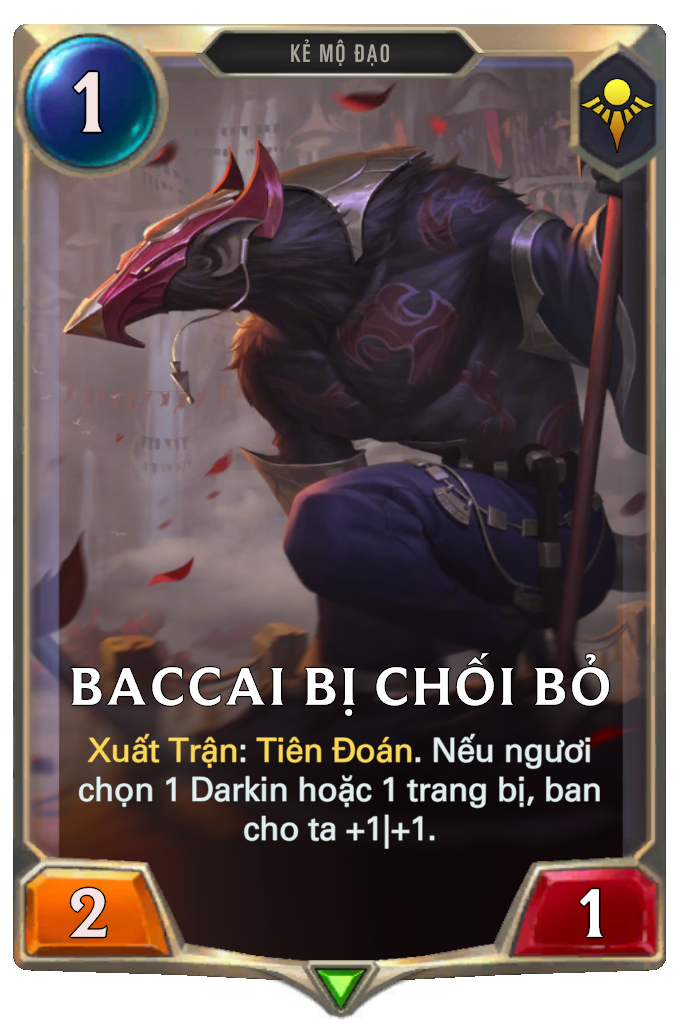 1
KẺ MỘ ĐẠO
BACCAI BỊ CHỐI BỎ
Xuất Trận: Tiên Đoán. Nếu ngươi
chọn 1 Darkin hoặc 1 trang bị, ban
cho ta +1|+1.
2
1